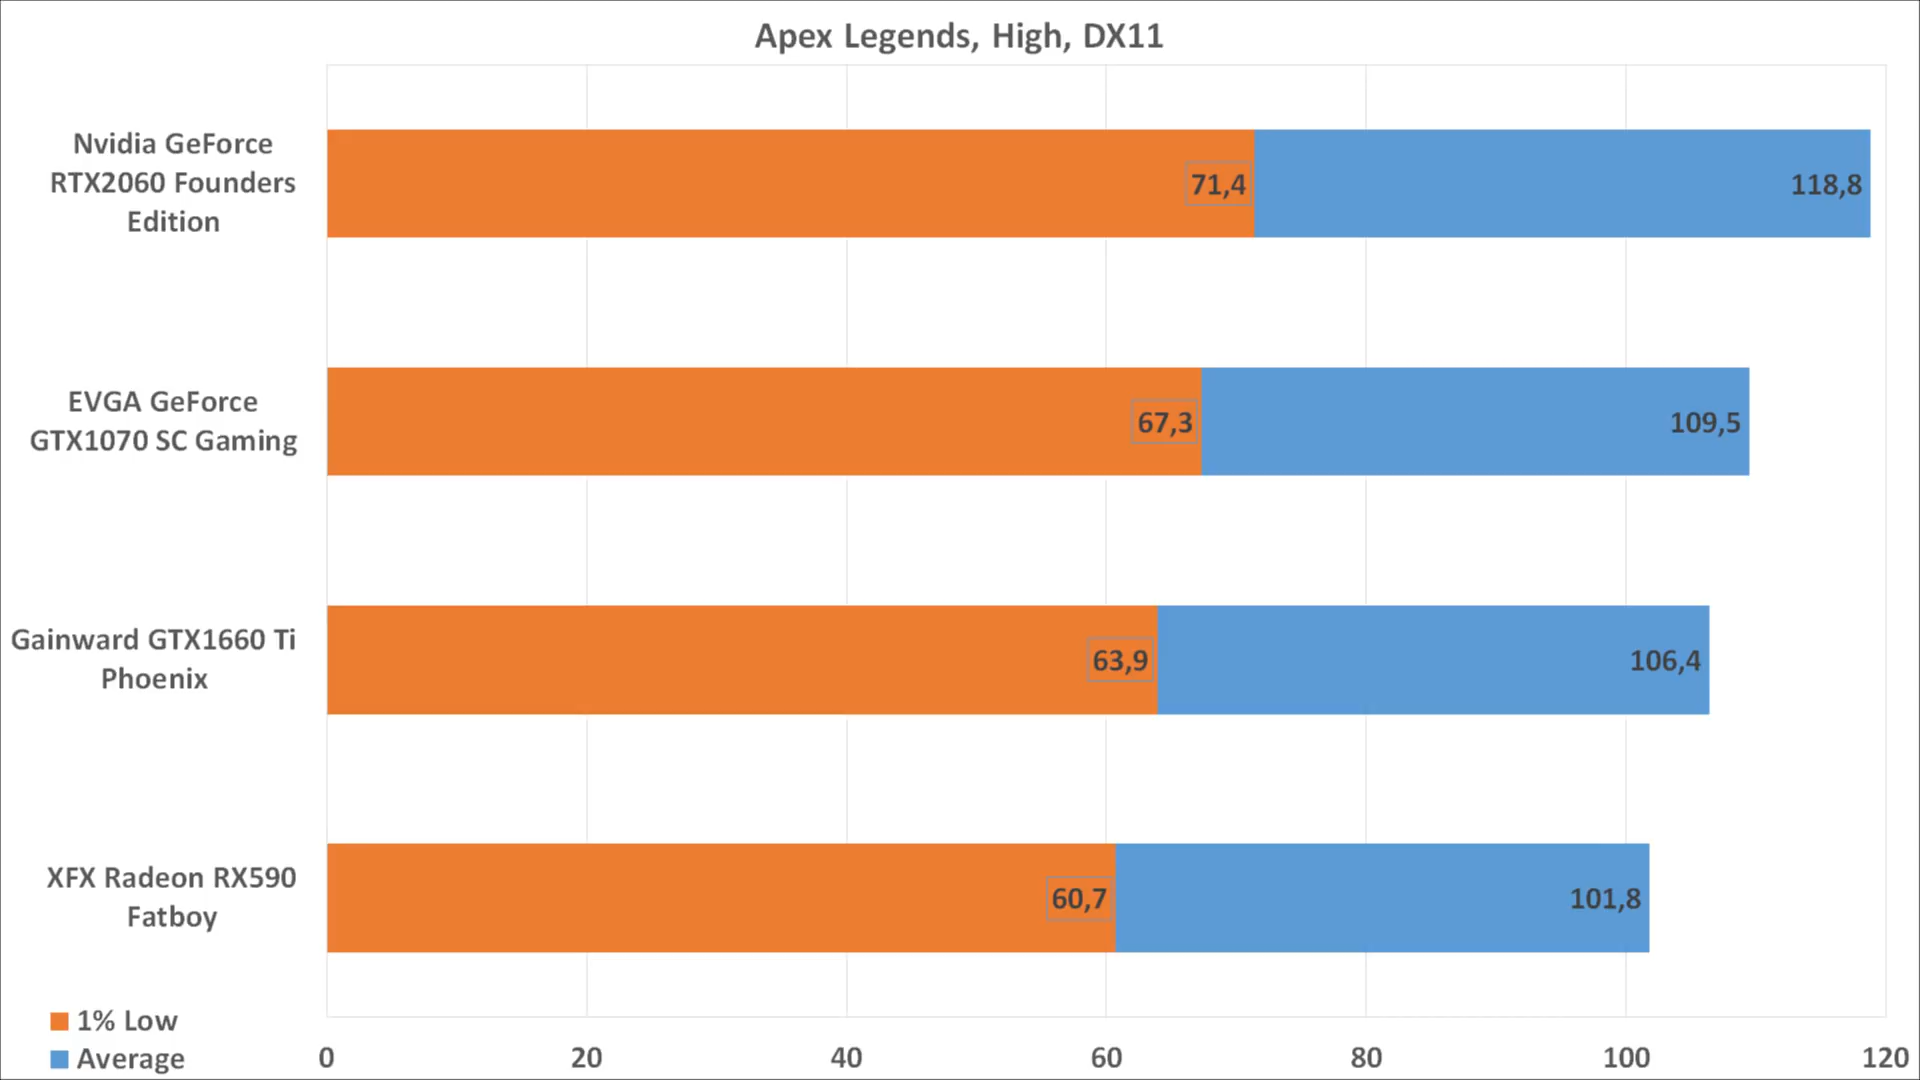 Apex Legends, High, DX11
Nvidia GeForce
RTX2060 Founders
Edition
71,4
118,8
EVGA GeForce
GTX1070 SC Gaming
67,3
109,5
Gainward GTX1660 Ti
Phoenix
63,9
106,4
XFX Radeon RX590
Fatboy
60,7
101,8
1% Low
Average
0 20 40 60 80 100 120